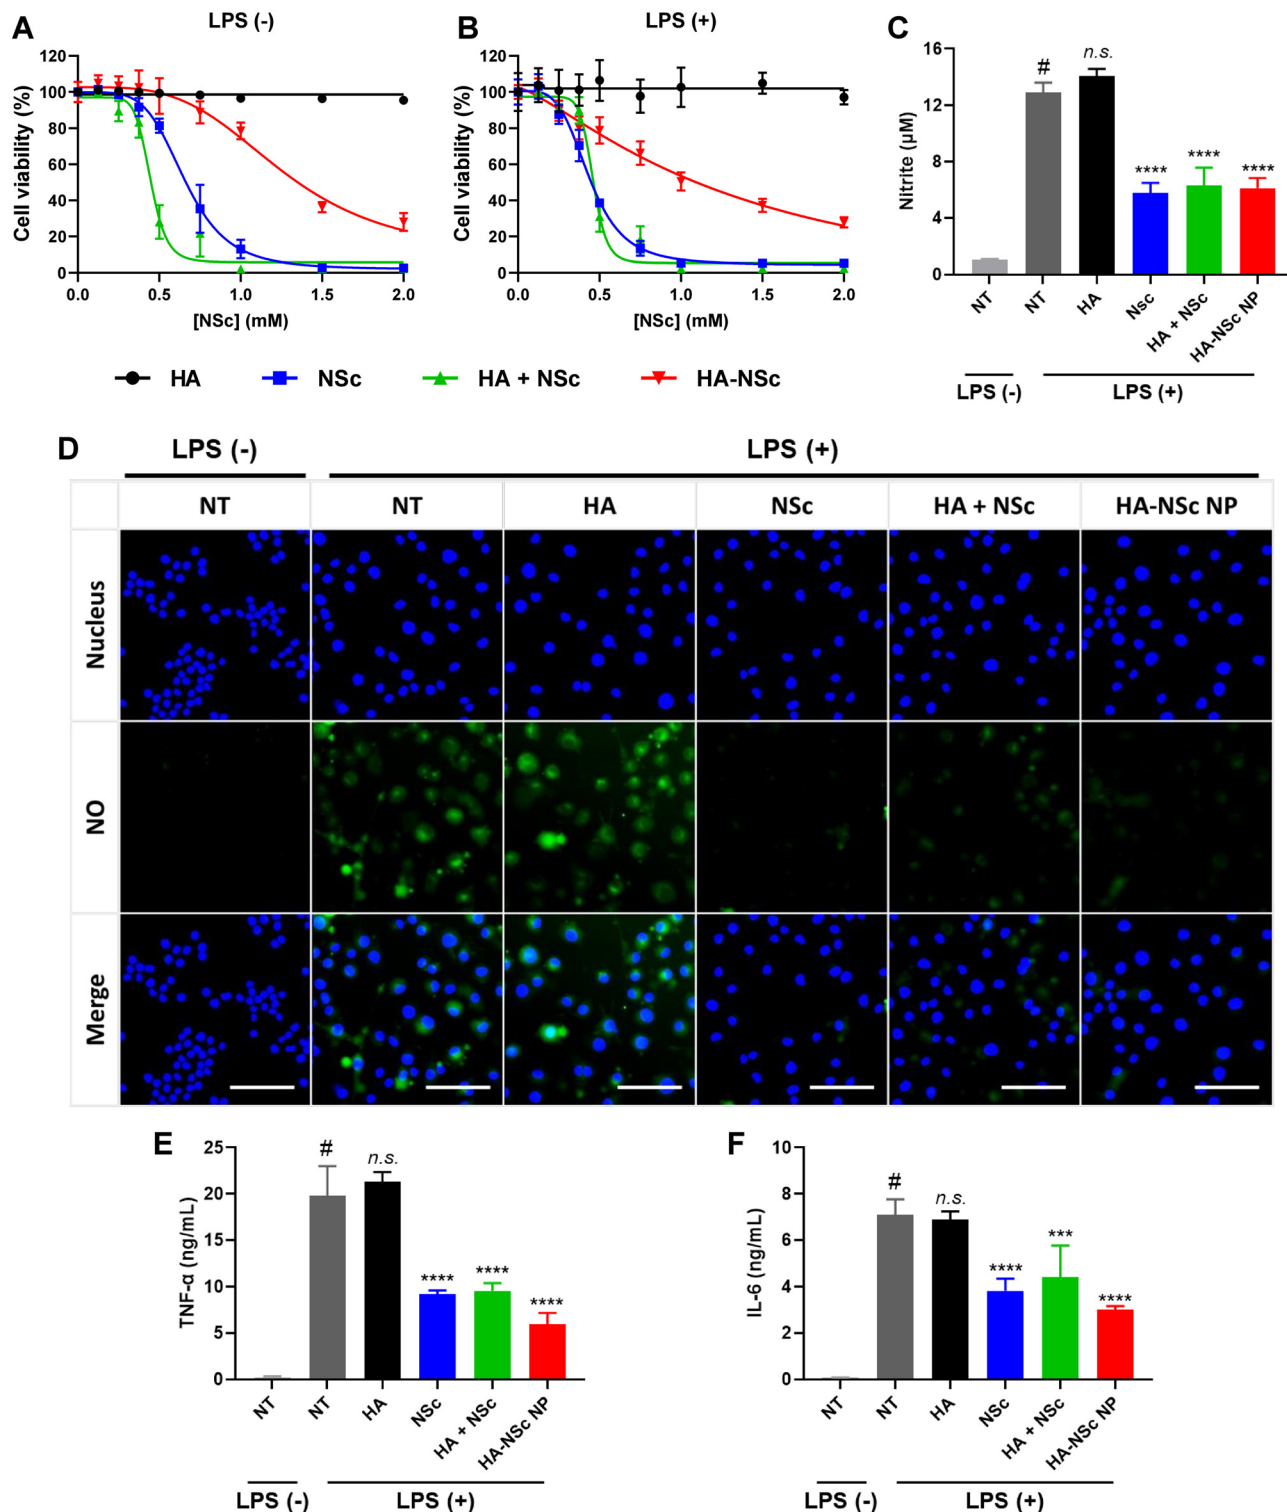 A
LPS (-)
120
100
80
60
40
20
0
Cell viability (%)
0.0 0.5 1.0 1.5 2.0
[NSc] (mM)
B
LPS (+)
120
100
80
60
40
20
0
Cell viability (%)
0.0 0.5 1.0 1.5 2.0
[NSc] (mM)
C
16
12
8
4
0
Nitrite (µM)
#
n.s.
**** **** ****
NT NT HA Nsc HA + NSc HA-NSc NP
LPS (-) LPS (+)
HA NSc HA + NSc HA-NSc
D
LPS (-) LPS (+)
NT NT HA NSc HA + NSc HA-NSc NP
Nucleus
NO
Merge
E
25
20
15
10
5
0
TNF-α (ng/mL)
#
n.s.
**** **** ****
NT NT HA NSc HA + NSc HA-NSc NP
LPS (-) LPS (+)
F
10
8
6
4
2
0
IL-6 (ng/mL)
#
n.s.
**** *** ****
NT NT HA NSc HA + NSc HA-NSc NP
LPS (-) LPS (+)